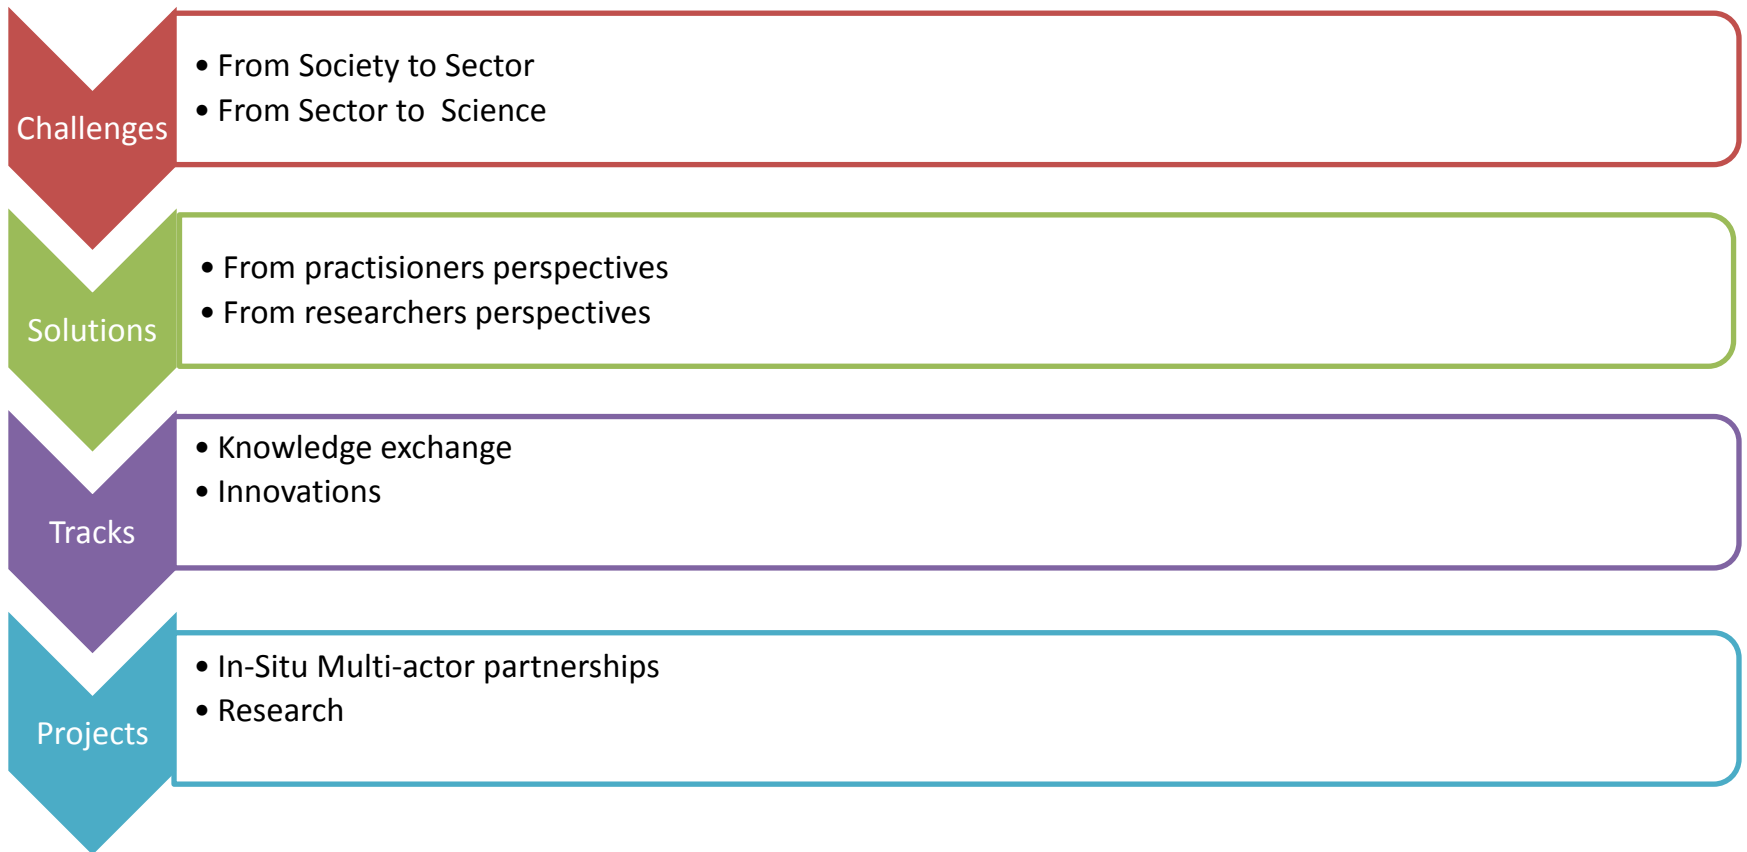 Challenges
• From Society to Sector
• From Sector to  Science
Solutions
• From practisioners perspectives
• From researchers perspectives
Tracks
• Knowledge exchange
• Innovations
Projects
• In-Situ Multi-actor partnerships
• Research